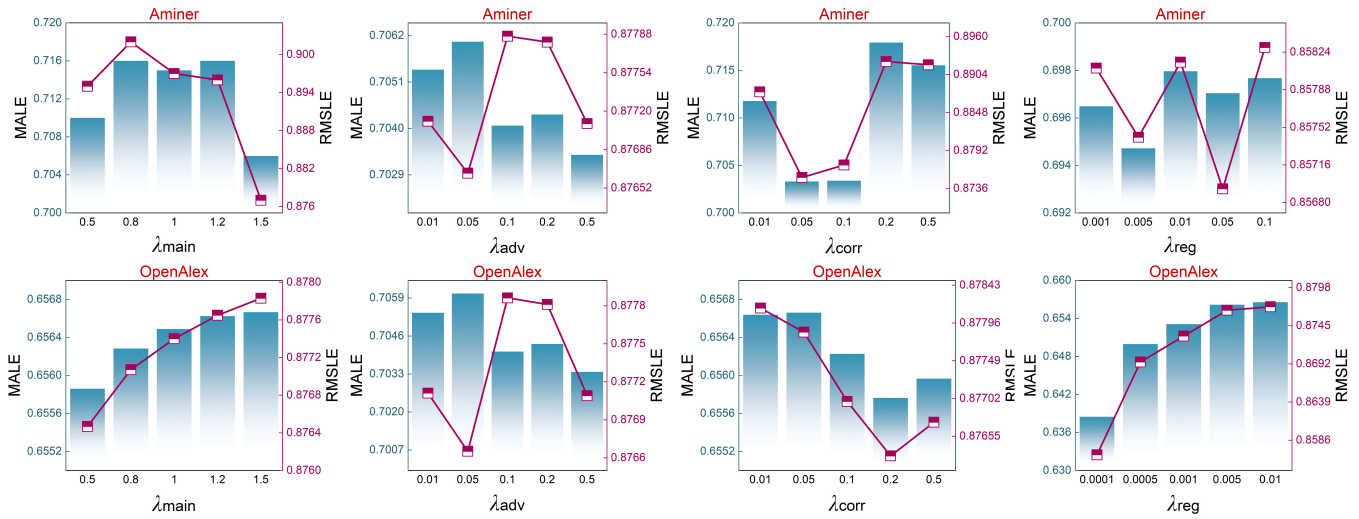 Aminer
Aminer
Aminer
Aminer
0.720
0.716
0.712
0.708
0.704
0.700
MALE
0.900
0.894
0.888
0.882
0.876
RMSLE
0.5 0.8 1 1.2 1.5
λmain
0.7062
0.7051
0.7040
0.7029
MALE
0.87788
0.87754
0.87720
0.87686
0.87652
RMSLE
0.01 0.05 0.1 0.2 0.5
λadv
0.720
0.715
0.710
0.705
0.700
MALE
0.8960
0.8904
0.8848
0.8792
0.8736
RMSLE
0.01 0.05 0.1 0.2 0.5
λcorr
0.700
0.698
0.696
0.694
0.692
MALE
0.85824
0.85788
0.85752
0.85716
0.85680
RMSLE
0.001 0.005 0.01 0.05 0.1
λreg
OpenAlex
OpenAlex
OpenAlex
OpenAlex
0.6568
0.6564
0.6560
0.6556
0.6552
MALE
0.8780
0.8776
0.8772
0.8768
0.8764
0.8760
RMSLE
0.5 0.8 1 1.2 1.5
λmain
0.7059
0.7046
0.7033
0.7020
0.7007
MALE
0.8778
0.8775
0.8772
0.8769
0.8766
RMSLE
0.01 0.05 0.1 0.2 0.5
λadv
0.6568
0.6564
0.6560
0.6556
0.6552
MALE
0.87843
0.87796
0.87749
0.87702
0.87655
RMSLE
0.01 0.05 0.1 0.2 0.5
λcorr
0.660
0.654
0.648
0.642
0.636
0.630
MALE
0.8798
0.8745
0.8692
0.8639
0.8586
RMSLE
0.0001 0.0005 0.001 0.005 0.01
λreg